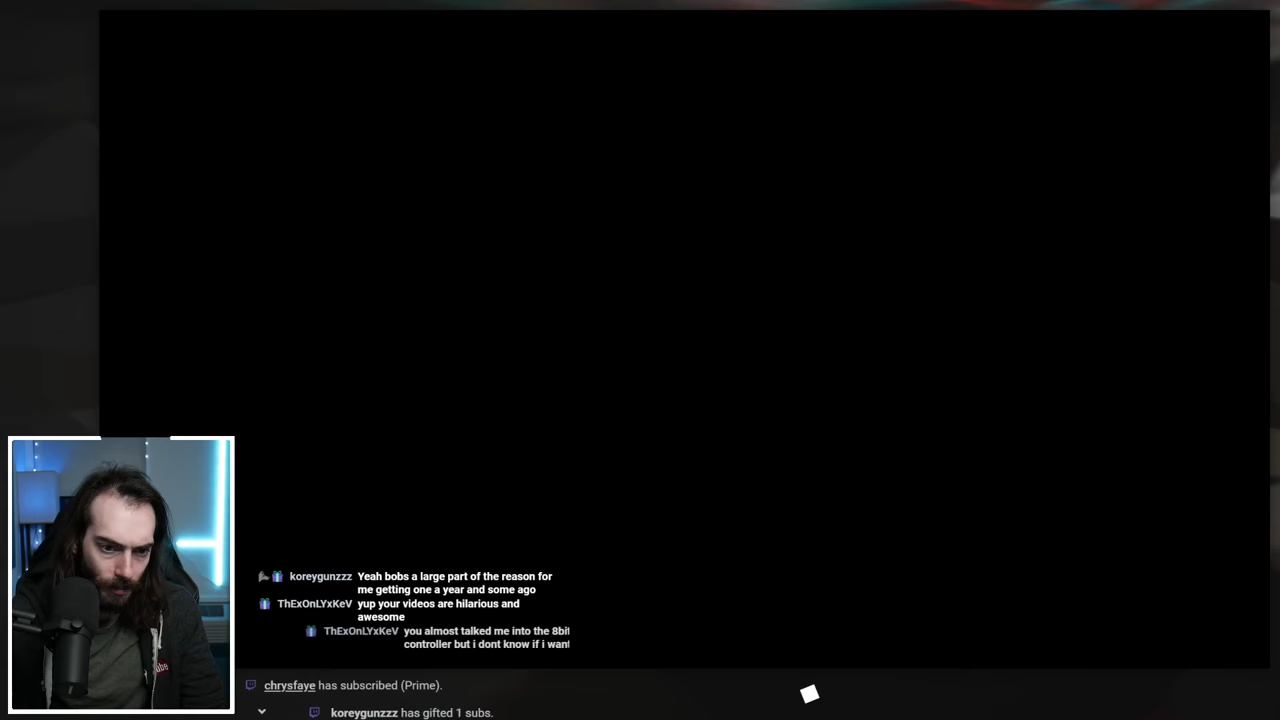 koreygunzzz Yeah bobs a large part of the reason for
me getting one a year and some ago
ThExOnLYxKeV yup your videos are hilarious and
awesome
ThExOnLYxKeV you almost talked me into the 8bit
controller but i dont know if i want
chrysfaye has subscribed (Prime).
koreygunzzz has gifted 1 subs.
ube